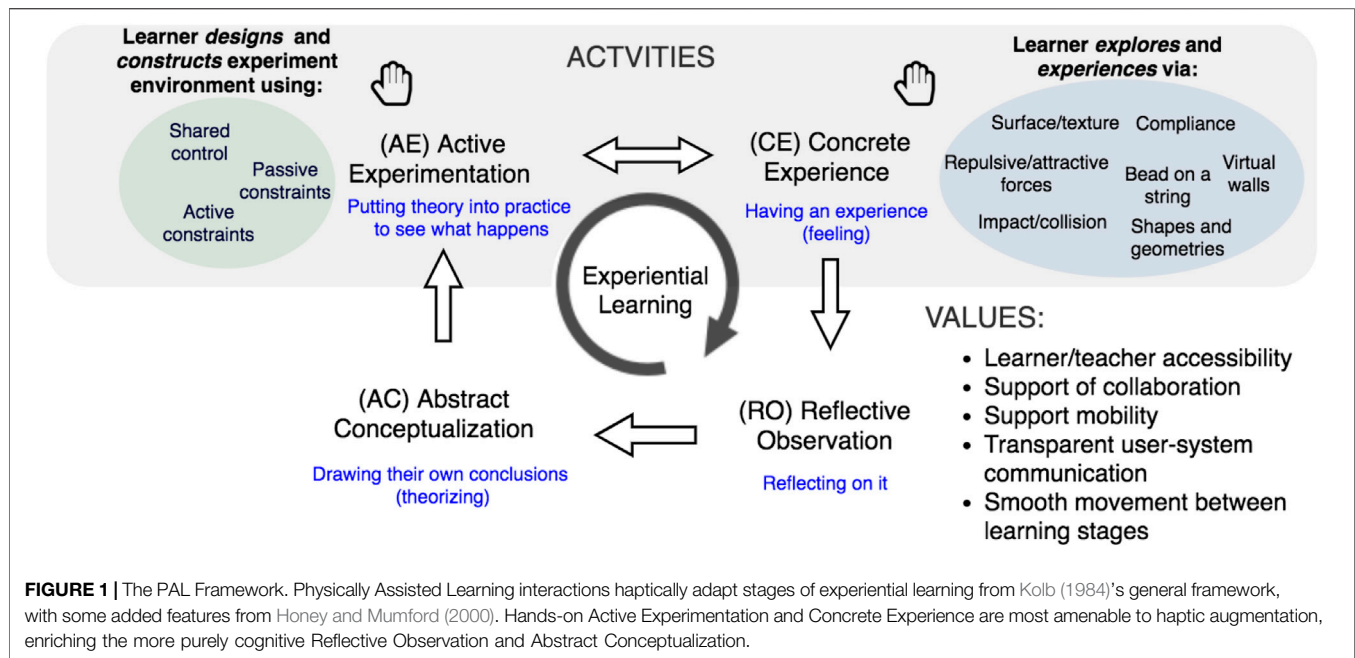 Learner designs and
constructs experiment
environment using:
Shared
control
Passive
constraints
Active
constraints
ACTVITIES
(AE) Active
Experimentation
Putting theory into practice
to see what happens
(CE) Concrete
Experience
Having an experience
(feeling)
Learner explores and
experiences via:
Surface/texture
Compliance
Repulsive/attractive
forces
Bead on a
string
Virtual
walls
Impact/collision
Shapes and
geometries
Experiential
Learning
(AC) Abstract
Conceptualization
Drawing their own conclusions
(theorizing)
(RO) Reflective
Observation
Reflecting on it
VALUES:
• Learner/teacher accessibility
• Support of collaboration
• Support mobility
• Transparent user-system
communication
• Smooth movement between
learning stages
FIGURE 1 | The PAL Framework. Physically Assisted Learning interactions haptically adapt stages of experiential learning from Kolb (1984)'s general framework,
with some added features from Honey and Mumford (2000). Hands-on Active Experimentation and Concrete Experience are most amenable to haptic augmentation,
enriching the more purely cognitive Reflective Observation and Abstract Conceptualization.